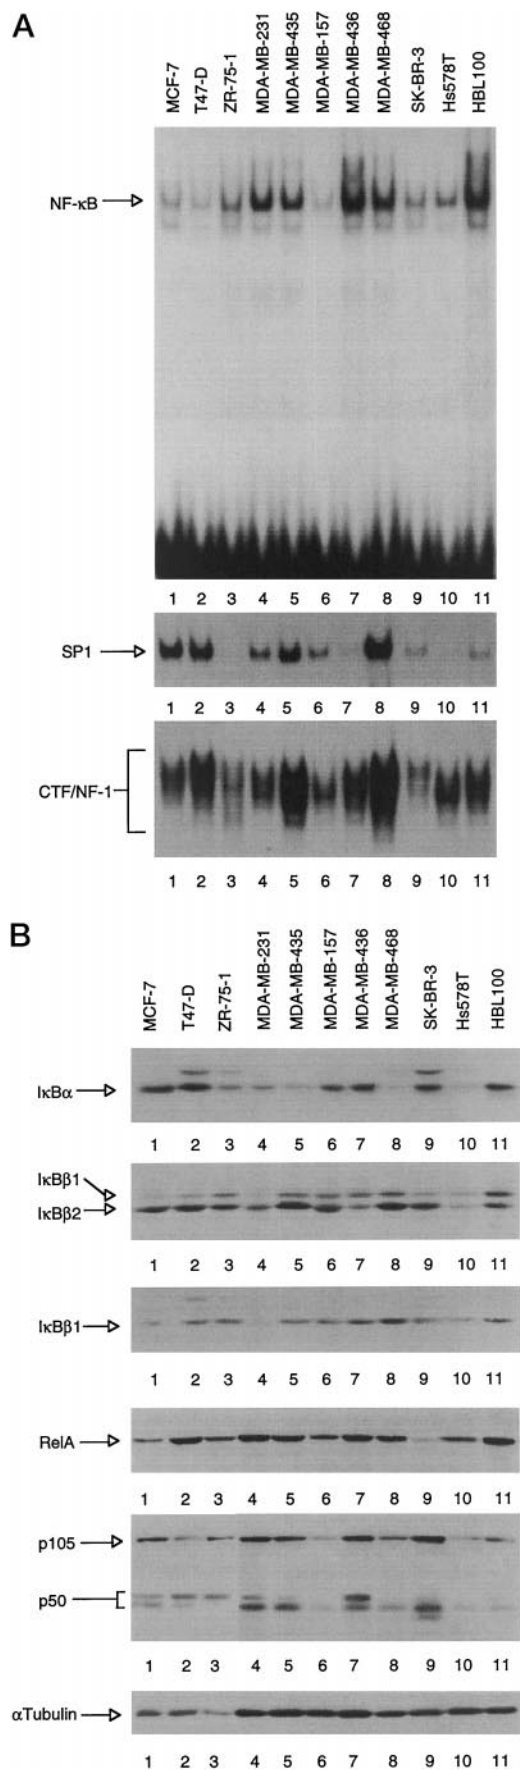 A
MCF-7 T47-D ZR-75-1 MDA-MB-231 MDA-MB-435 MDA-MB-157 MDA-MB-436 MDA-MB-468 SK-BR-3 Hs578T HBL100
NF-κB
1 2 3 4 5 6 7 8 9 10 11
SP1
1 2 3 4 5 6 7 8 9 10 11
CTF/NF-1
1 2 3 4 5 6 7 8 9 10 11
B
MCF-7 T47-D ZR-75-1 MDA-MB-231 MDA-MB-435 MDA-MB-157 MDA-MB-436 MDA-MB-468 SK-BR-3 Hs578T HBL100
IκBα
1 2 3 4 5 6 7 8 9 10 11
IκBβ1
IκBβ2
1 2 3 4 5 6 7 8 9 10 11
IκBβ1
1 2 3 4 5 6 7 8 9 10 11
RelA
1 2 3 4 5 6 7 8 9 10 11
p105
p50
1 2 3 4 5 6 7 8 9 10 11
αTubulin
1 2 3 4 5 6 7 8 9 10 11